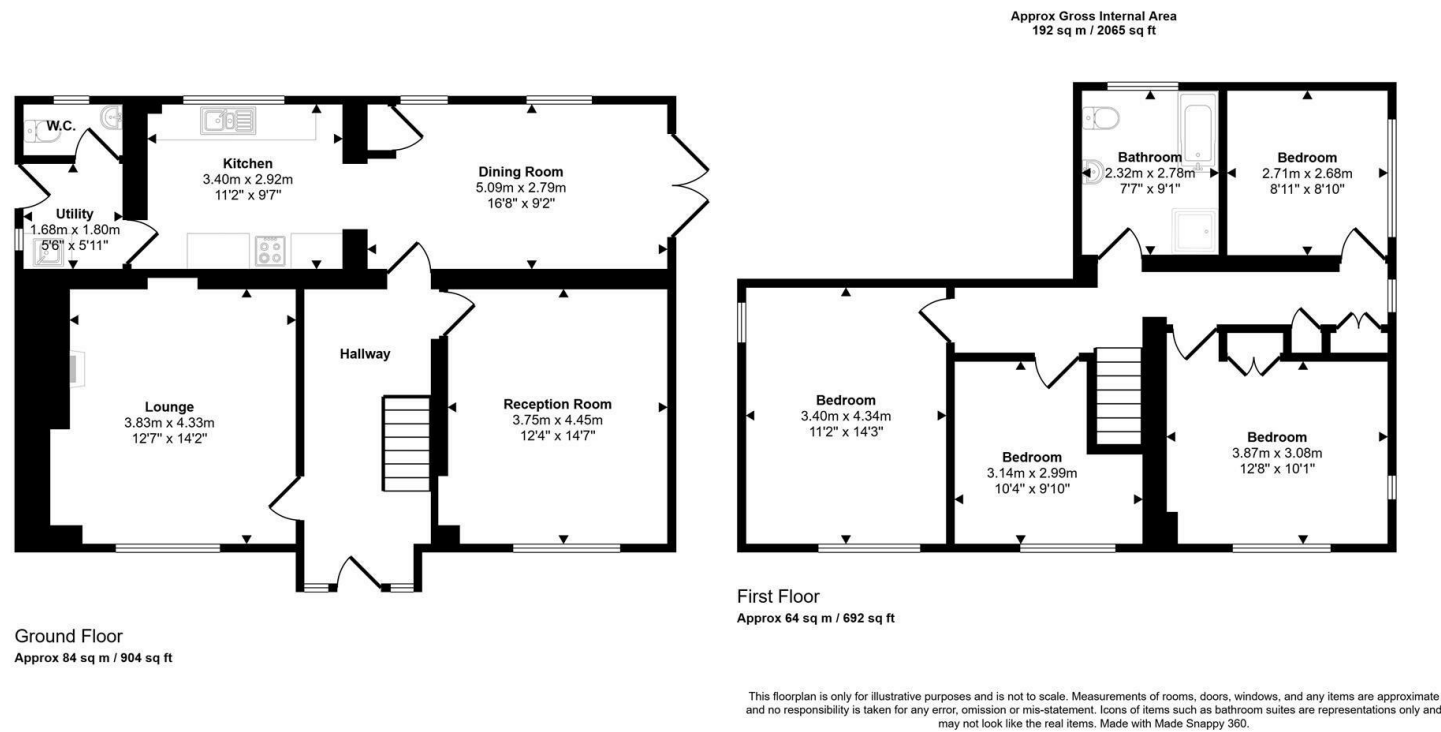 Approx Gross Internal Area
192 sq m / 2065 sq ft
W.C.
Kitchen
3.40m x 2.92m
11'2" x 9'7"
Dining Room
5.09m x 2.79m
16'8" x 9'2"
Utility
1.68m x 1.80m
5'6" x 5'11"
Lounge
3.83m x 4.33m
12'7" x 14'2"
Hallway
Reception Room
3.75m x 4.45m
12'4" x 14'7"
Ground Floor
Approx 84 sq m / 904 sq ft
Bathroom
2.32m x 2.78m
7'7" x 9'1"
Bedroom
2.71m x 2.68m
8'11" x 8'10"
Bedroom
3.40m x 4.34m
11'2" x 14'3"
Bedroom
3.14m x 2.99m
10'4" x 9'10"
Bedroom
3.87m x 3.08m
12'8" x 10'1"
First Floor
Approx 64 sq m / 692 sq ft
This floorplan is only for illustrative purposes and is not to scale. Measurements of rooms, doors, windows, and any items are approximate
and no responsibility is taken for any error, omission or mis-statement. Icons of items such as bathroom suites are representations only and
may not look like the real items. Made with Made Snappy 360.